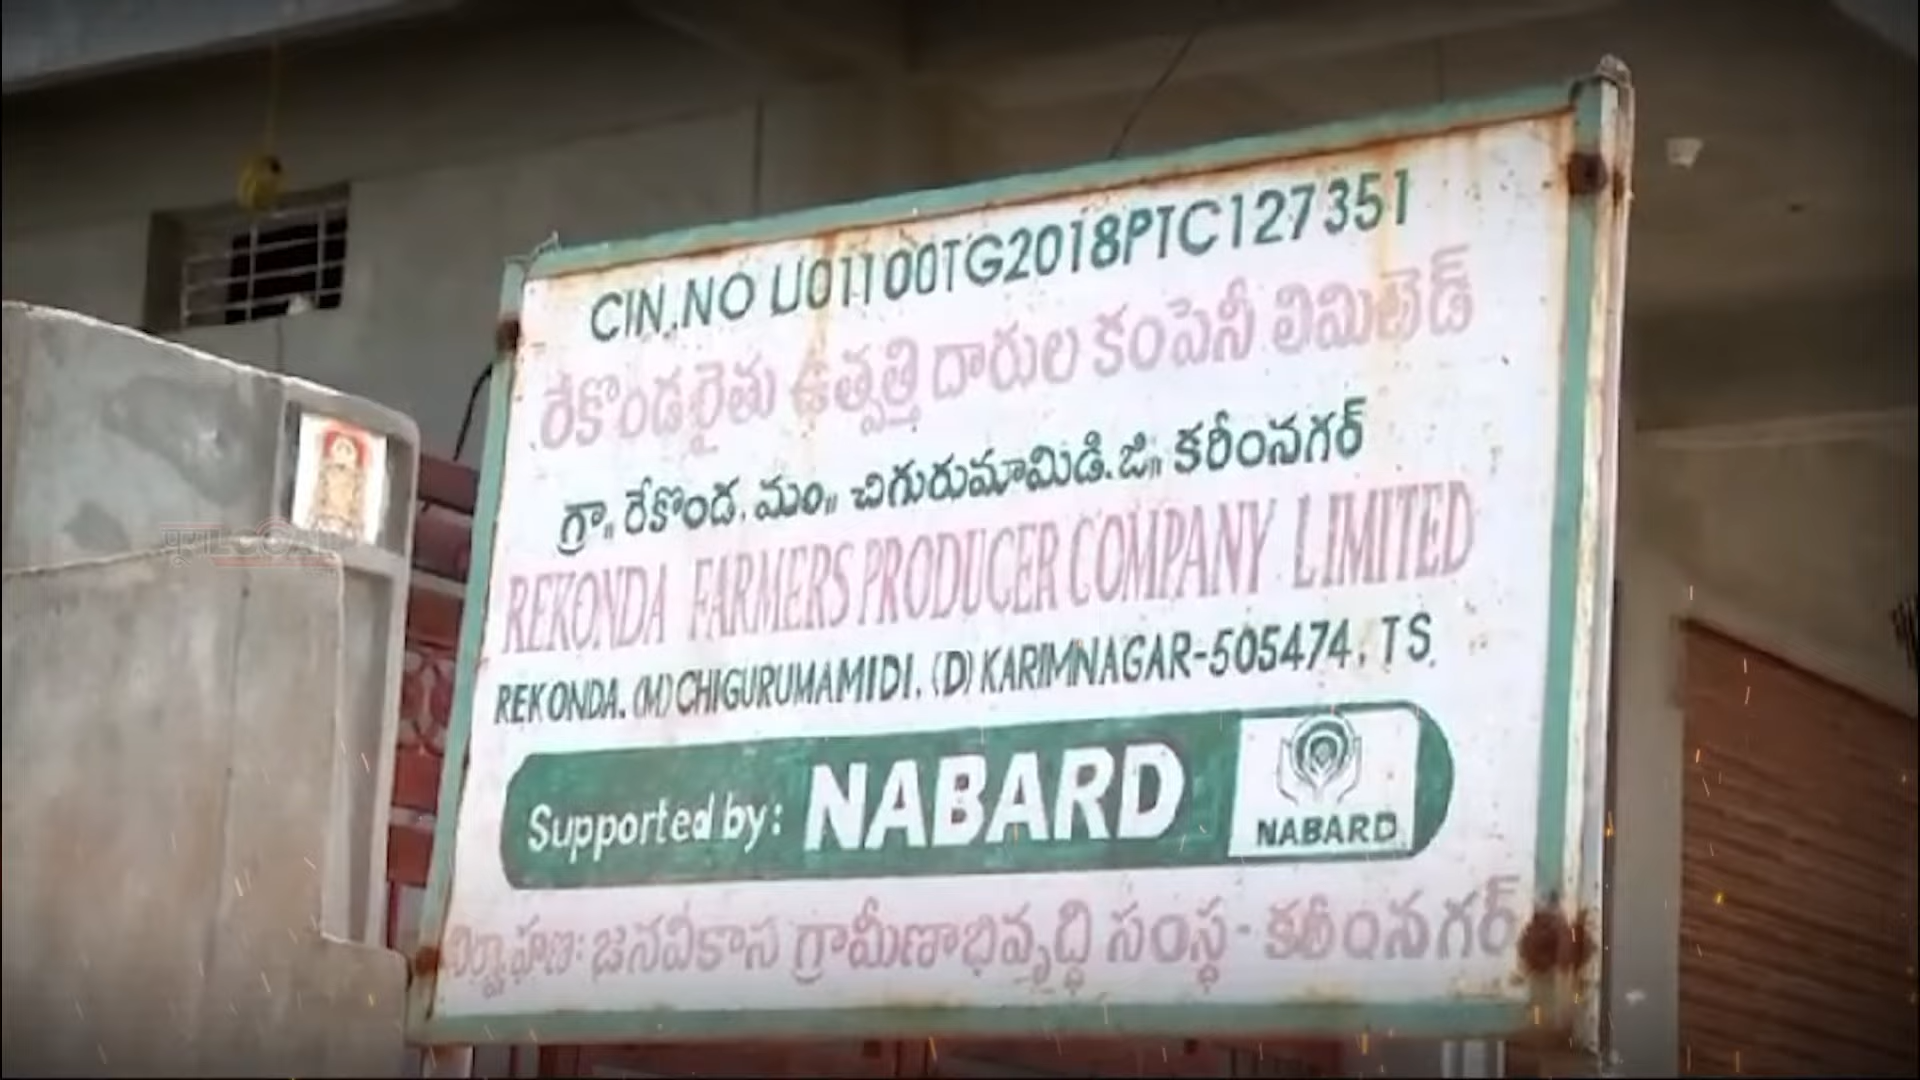 CIN.NO U01100TG2018PTC127351
రేకొండ రైతు ఉత్పత్తి దారుల కంపెనీ లిమిటెడ్
గ్రా॥ రేకొండ. మం॥ చిగురుమామిడి. జి॥ కరీంనగర్
REKONDA FARMERS PRODUCER COMPANY LIMITED
REKONDA. (M) CHIGURUMAMIDI. (D) KARIMNAGAR-505474. TS.
Supported by: NABARD
NABARD
నిర్వాహణ: జనవికాస గ్రామీణాభివృద్ధి సంస్థ - కరీంనగర్